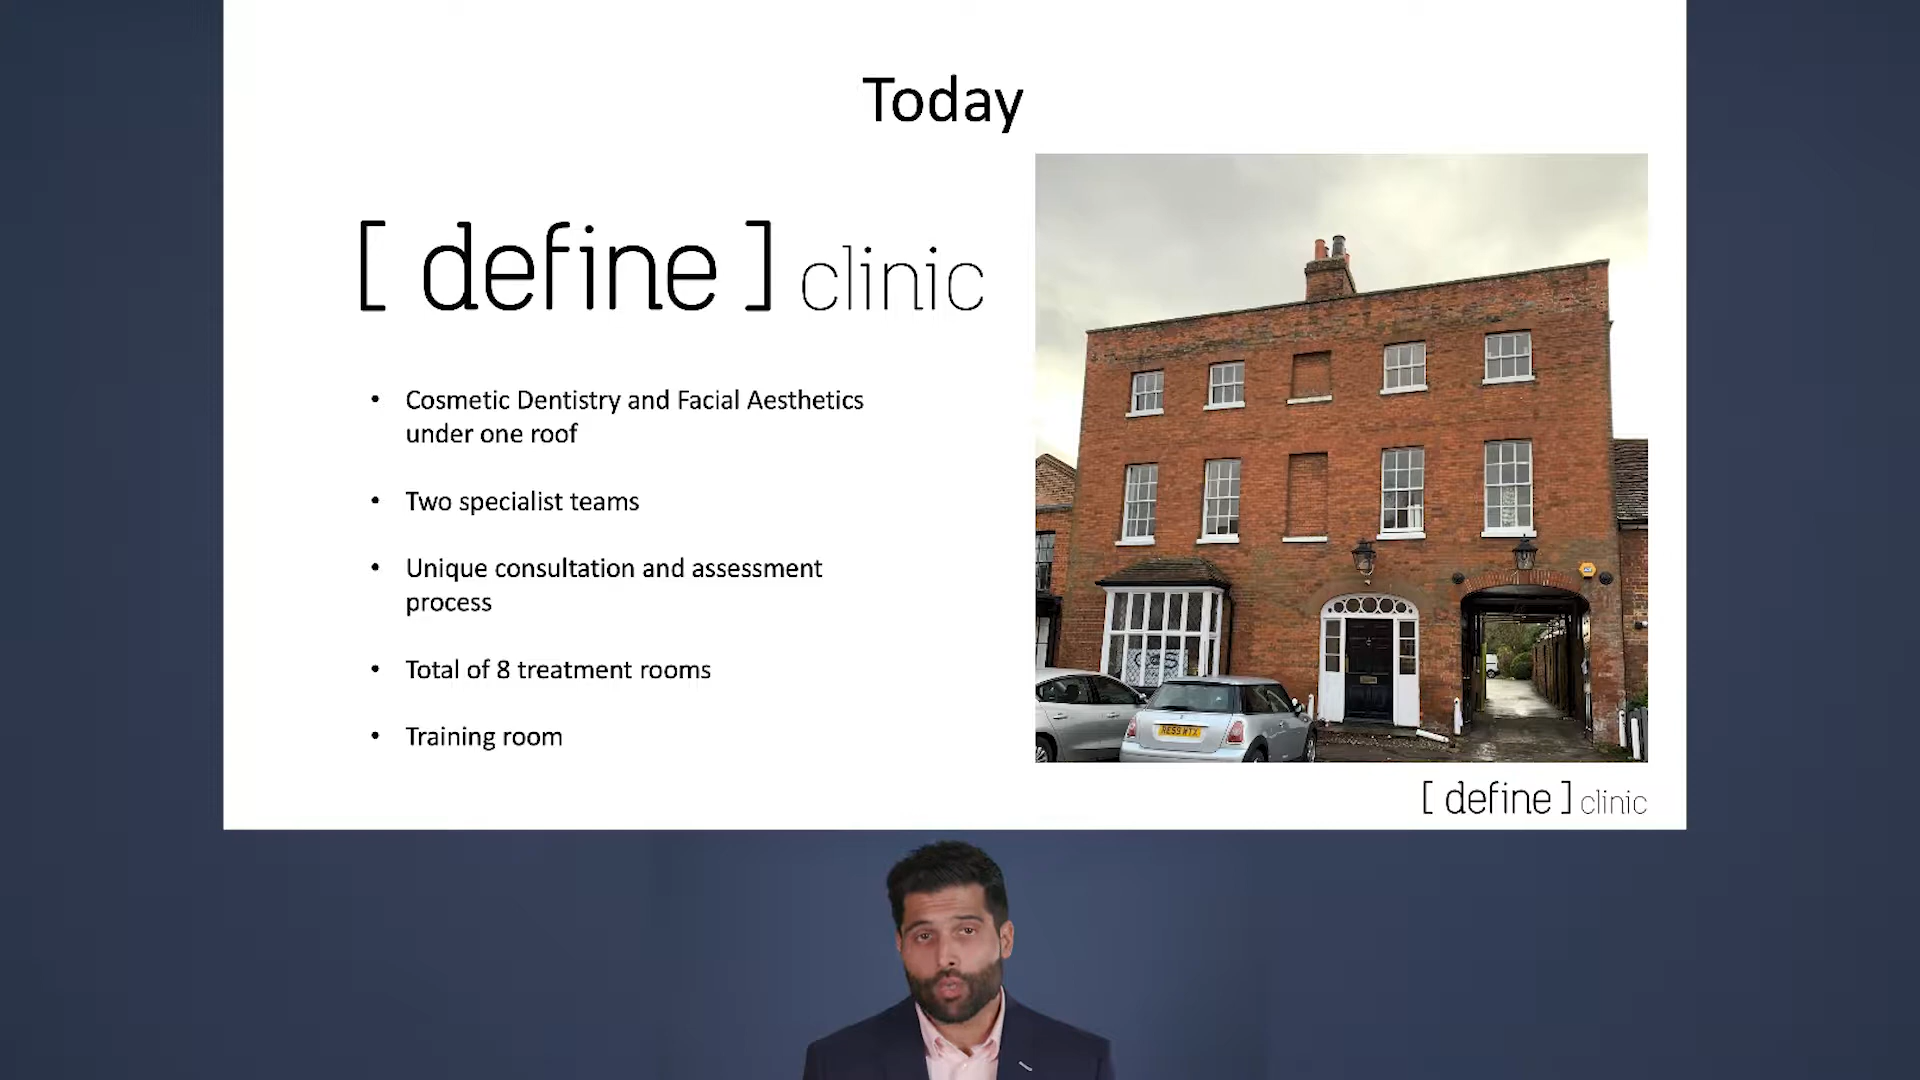 Today
[ define ] clinic
• Cosmetic Dentistry and Facial Aesthetics
under one roof
• Two specialist teams
• Unique consultation and assessment
process
• Total of 8 treatment rooms
• Training room
[ define ] clinic